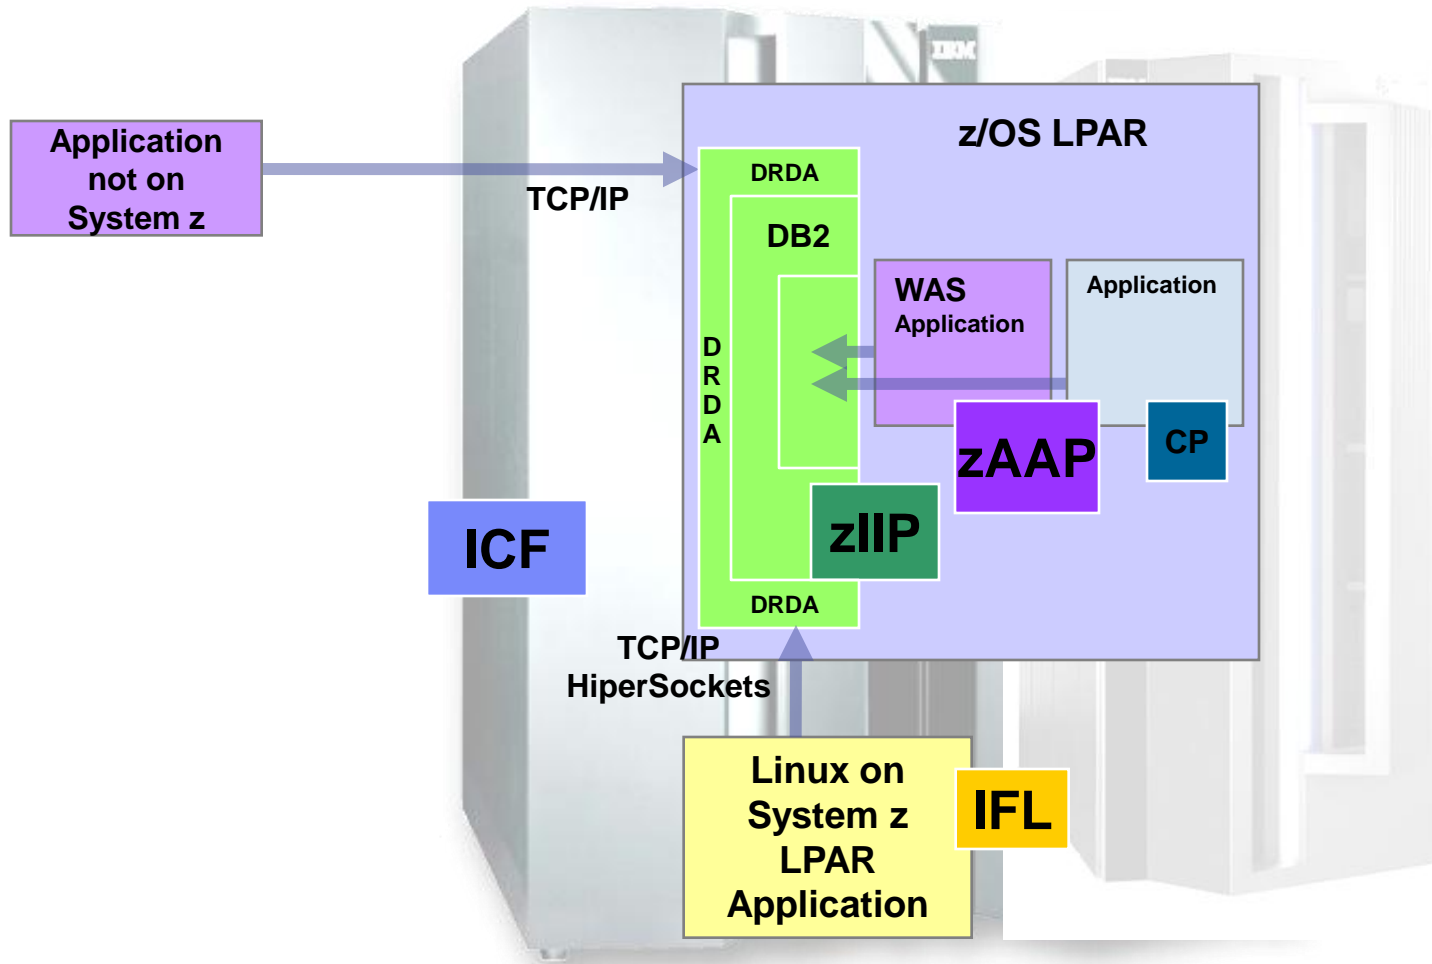 IBM
z/OS LPAR
Application
not on
System z
TCP/IP
DRDA
DB2
WAS
Application
Application
D
R
D
A
zAAP
CP
ICF
zIIP
DRDA
TCP/IP
HiperSockets
Linux on
System z
LPAR
Application
IFL